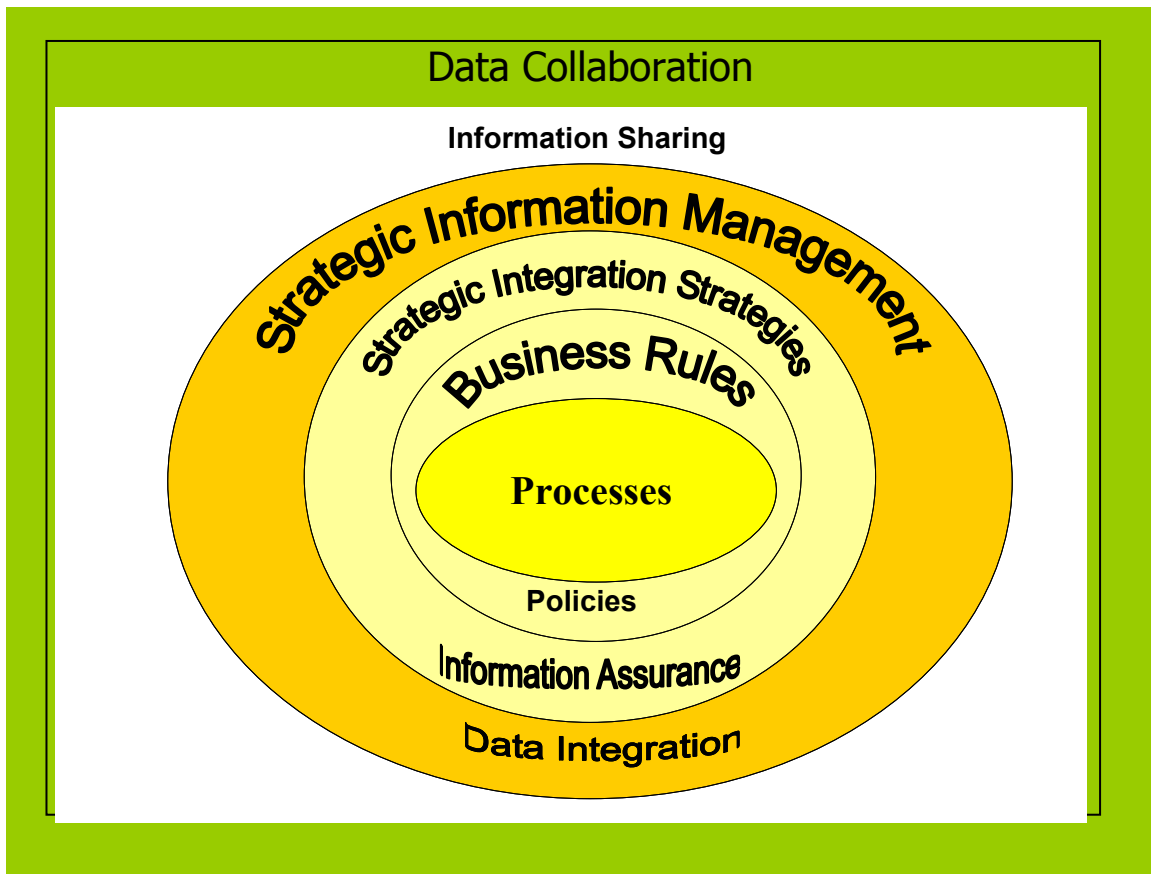 Data Collaboration
Information Sharing
Strategic Information Management
Strategic Integration Strategies
Business Rules
Processes
Policies
Information Assurance
Data Integration